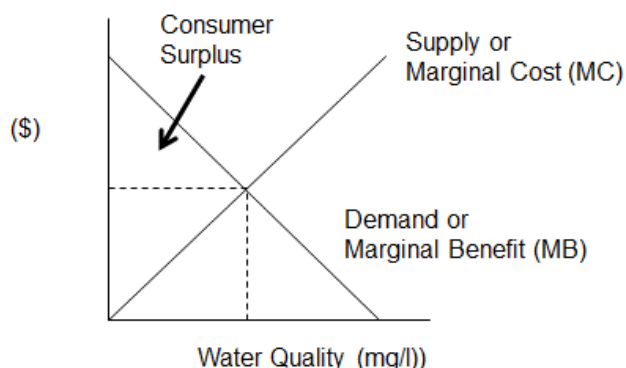 Consumer
Surplus
Supply or
Marginal Cost (MC)
($)
Demand or
Marginal Benefit (MB)
Water Quality (mg/l))